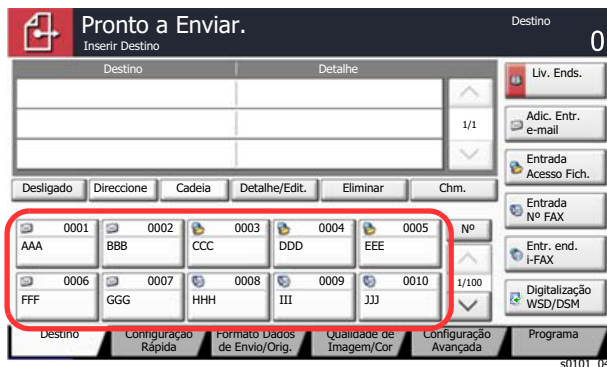 Pronto a Enviar.
Inserir Destino
Destino
0
Destino Detalhe
1/1
Liv. Ends.
Adic. Entr.
e-mail
Entrada
Acesso Fich.
Entrada
Nº FAX
Entr. end.
i-FAX
Digitalização
WSD/DSM
Desligado Direccione Cadeia Detalhe/Edit. Eliminar Chm.
0001 0002 0003 0004 0005 Nº
AAA BBB CCC DDD EEE
0006 0007 0008 0009 0010 1/100
FFF GGG HHH III JJJ
Destino
Configuração
Rápida
Formato Dados
de Envio/Orig.
Qualidade de
Imagem/Cor
Configuração
Avançada
Programa